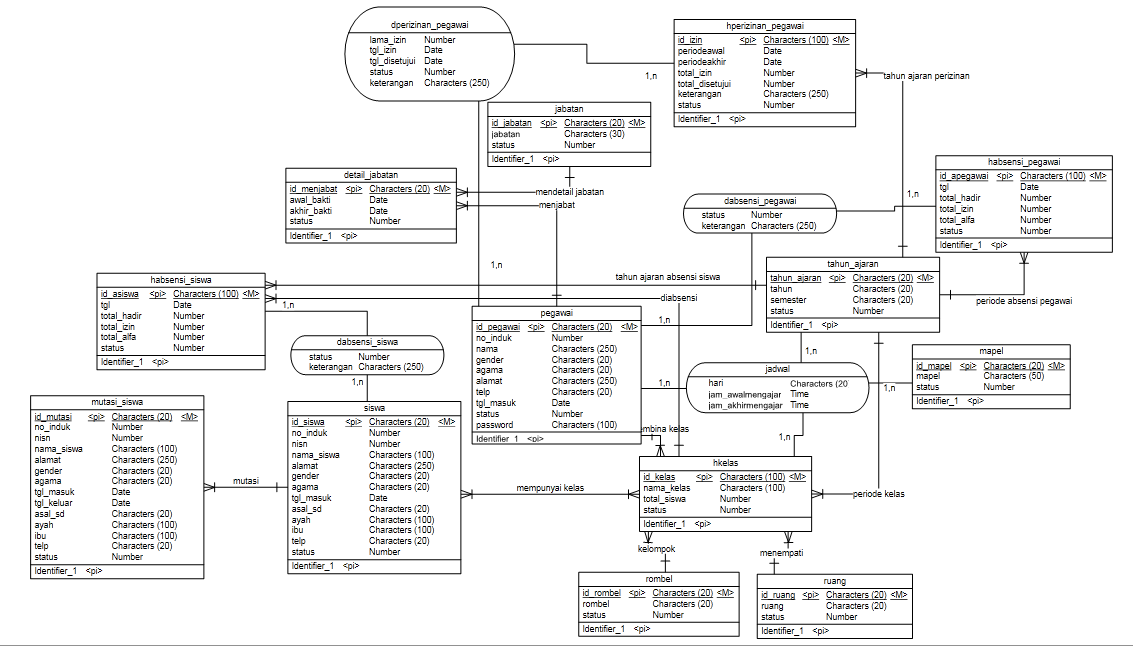 dperizinan_pegawai
lama_izin Number
tgl_izin Date
tgl_disetujui Date
status Number
keterangan Characters (250)
1,n
hperizinan_pegawai
id_izin <pi> Characters (100) <M>
periodeawal Date
periodeakhir Date
total_izin Number
total_disetujui Number
keterangan Characters (250)
status Number
Identifier_1 <pi>
tahun ajaran perizinan
jabatan
id_jabatan <pi> Characters (20) <M>
jabatan Characters (30)
status Number
Identifier_1 <pi>
detail_jabatan
id_menjabat <pi> Characters (20) <M>
awal_bakti Date
akhir_bakti Date
status Number
Identifier_1 <pi>
mendetail jabatan
menjabat
dabsensi_pegawai
status Number
keterangan Characters (250)
1,n
habsensi_pegawai
id_apegawai <pi> Characters (100) <M>
tgl Date
total_hadir Number
total_izin Number
total_alfa Number
status Number
Identifier_1 <pi>
1,n
habsensi_siswa
id_asiswa <pi> Characters (100) <M>
tgl Date
total_hadir Number
total_izin Number
total_alfa Number
status Number
Identifier_1 <pi>
1,n
tahun ajaran absensi siswa
diabsensi
tahun_ajaran
tahun_ajaran <pi> Characters (20) <M>
tahun Characters (20)
semester Characters (20)
status Number
Identifier_1 <pi>
periode absensi pegawai
pegawai
id_pegawai <pi> Characters (20) <M>
no_induk Number
nama Characters (250)
gender Characters (20)
agama Characters (20)
alamat Characters (250)
telp Characters (20)
tgl_masuk Date
status Number
password Characters (100)
Identifier_1 <pi>
1,n
1,n
dabsensi_siswa
status Number
keterangan Characters (250)
1,n
jadwal
hari Characters (20
jam_awalmengajar Time
jam_akhirmengajar Time
1,n
1,n
1,n
mapel
id_mapel <pi> Characters (20) <M>
mapel Characters (50)
status Number
Identifier_1 <pi>
mutasi_siswa
id_mutasi <pi> Characters (20) <M>
no_induk Number
nisn Number
nama_siswa Characters (100)
alamat Characters (250)
gender Characters (20)
agama Characters (20)
tgl_masuk Date
tgl_keluar Date
asal_sd Characters (20)
ayah Characters (100)
ibu Characters (100)
telp Characters (20)
status Number
Identifier_1 <pi>
mutasi
siswa
id_siswa <pi> Characters (20) <M>
no_induk Number
nisn Number
nama_siswa Characters (100)
alamat Characters (250)
gender Characters (20)
agama Characters (20)
tgl_masuk Date
asal_sd Characters (20)
ayah Characters (100)
ibu Characters (100)
telp Characters (20)
status Number
Identifier_1 <pi>
mempunyai kelas
mbina kelas
hkelas
id_kelas <pi> Characters (100) <M>
nama_kelas Characters (100)
total_siswa Number
status Number
Identifier_1 <pi>
periode kelas
kelompok
menempati
rombel
id_rombel <pi> Characters (20) <M>
rombel Characters (20)
status Number
Identifier_1 <pi>
ruang
id_ruang <pi> Characters (20) <M>
ruang Characters (20)
status Number
Identifier_1 <pi>